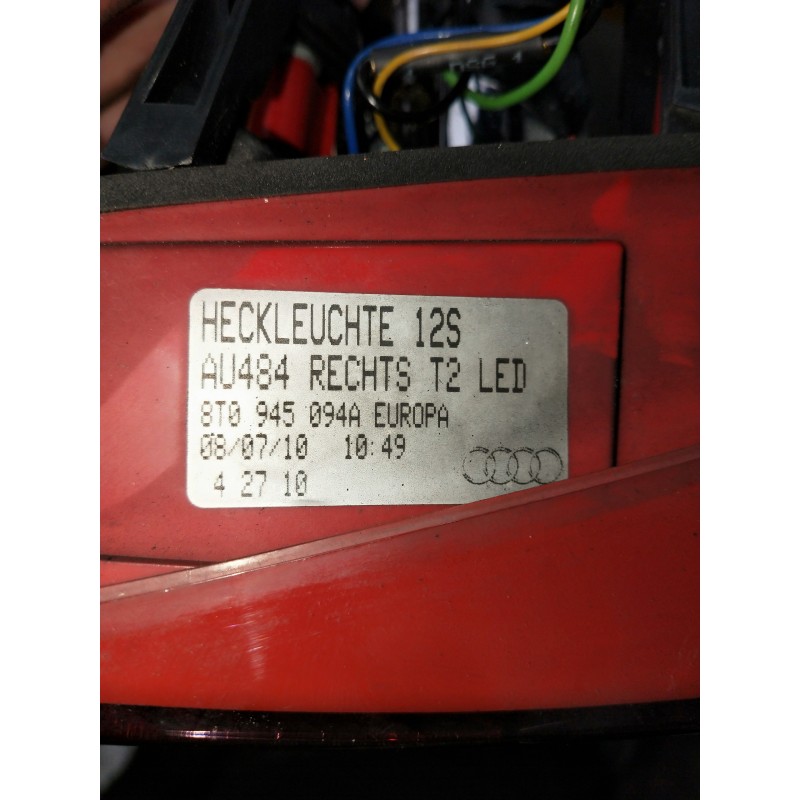 HECKLEUCHTE 12S
AU484 RECHTS T2 LED
8T0 945 094A EUROPA
08/07/10 10:49
4 27 10